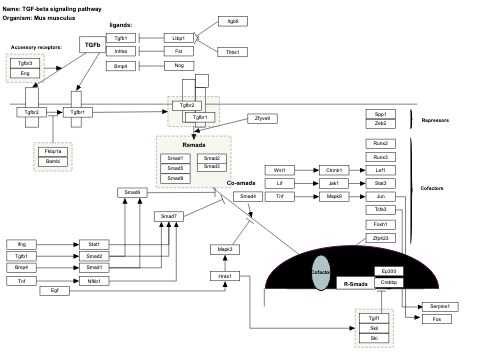 Name: TGF-beta signaling pathway
Organism: Mus musculus
ligands:
Itgb6
Tgfb1
Ltbp1
Accessory receptors:
TGFb
Inhba
Fst
Thbs1
Tgfbr3
Eng
Bmp4
Nog
Tgfbr2
Tgfbr1
Tgfbr2
Tgfbr1
Zfyve9
Spp1
Zeb2
Repressors
Fkbp1a
Bambi
Rsmads
Smad1
Smad2
Smad5
Smad3
Smad9
Runx2
Runx3
Wnt1
Ctnnb1
Lef1
Co-smads
Lif
Jak1
Stat3
Cofactors
Smad6
Smad4
Tnf
Mapk9
Jun
Tcfe3
Smad7
Foxh1
Zfp423
Ifng
Stat1
Tgfb1
Smad2
Mapk3
Bmp4
Smad1
Cofactor
Ep300
Tnf
Nfkb1
Hras1
R-Smads
Crebbp
Egf
Serpine1
Fos
Tgif1
Skil
Ski